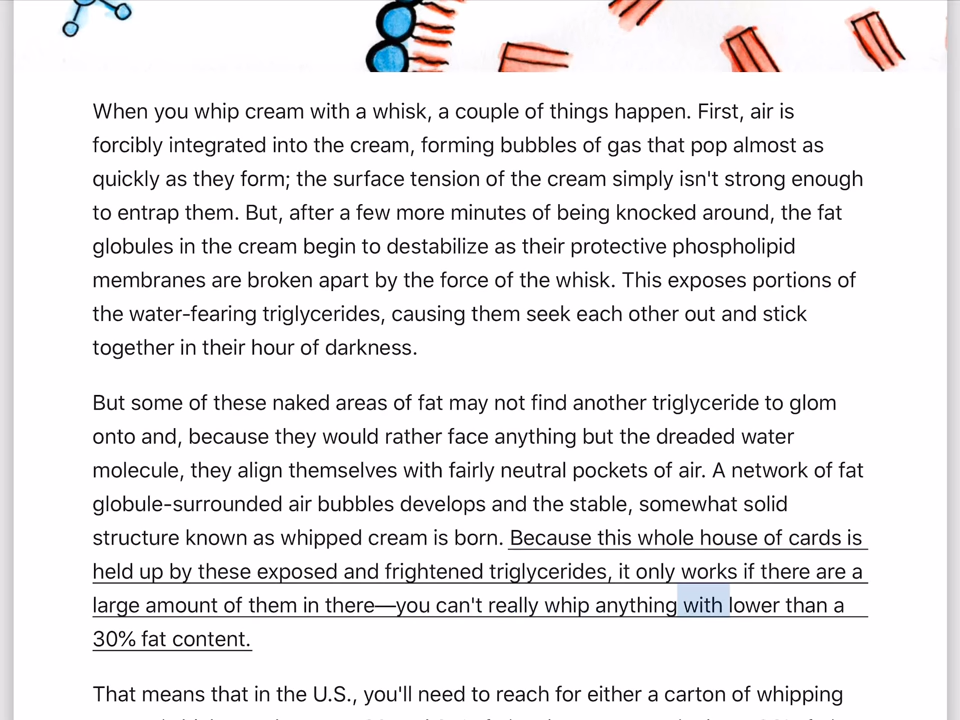 When you whip cream with a whisk, a couple of things happen. First, air is
forcibly integrated into the cream, forming bubbles of gas that pop almost as
quickly as they form; the surface tension of the cream simply isn't strong enough
to entrap them. But, after a few more minutes of being knocked around, the fat
globules in the cream begin to destabilize as their protective phospholipid
membranes are broken apart by the force of the whisk. This exposes portions of
the water-fearing triglycerides, causing them seek each other out and stick
together in their hour of darkness.
But some of these naked areas of fat may not find another triglyceride to glom
onto and, because they would rather face anything but the dreaded water
molecule, they align themselves with fairly neutral pockets of air. A network of fat
globule-surrounded air bubbles develops and the stable, somewhat solid
structure known as whipped cream is born. Because this whole house of cards is
held up by these exposed and frightened triglycerides, it only works if there are a
large amount of them in there—you can't really whip anything with lower than a
30% fat content.
That means that in the U.S., you'll need to reach for either a carton of whipping